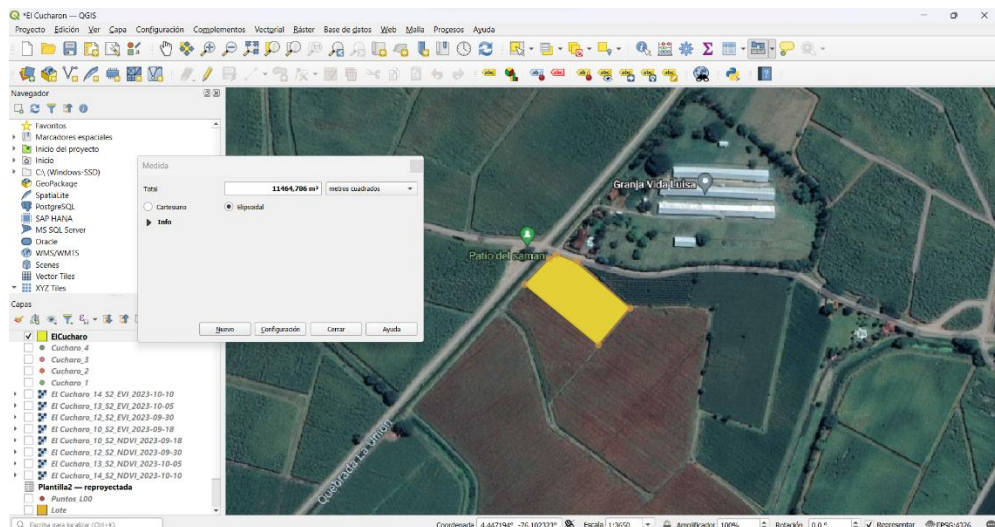 *El Cucharon — QGIS
Proyecto Edición Ver Capa Configuración Complementos Vectorial Ráster Base de datos Web Malla Procesos Ayuda
Navegador
Favoritos
Marcadores espaciales
Inicio del proyecto
Inicio
C:\ (Windows-SSD)
GeoPackage
SpatiaLite
PostgreSQL
SAP HANA
MS SQL Server
Oracle
WMS/WMTS
Scenes
Vector Tiles
XYZ Tiles
Medida
Total 11464,706 m² metros cuadrados
Cartesiano Elipsoidal
Info
Nuevo Configuración Cerrar Ayuda
Granja Vida Luisa
Patio del saman
Quebrada La Unión
Capas
ElCucharo
Cucharo_4
Cucharo_3
Cucharo_2
Cucharo 1
El Cucharo_14_S2_EVI_2023-10-10
El Cucharo_13_S2_EVI_2023-10-05
El Cucharo_12_S2_EVI_2023-09-30
El Cucharo_10_S2_EVI_2023-09-18
El Cucharo_10_S2_NDVI_2023-09-18
El Cucharo_12_S2_NDVI_2023-09-30
El Cucharo_13_S2_NDVI_2023-10-05
El Cucharo_14_S2_NDVI_2023-10-10
Plantilla2 — reproyectada
Puntos_L00
Lote
Escriba para localizar (Ctrl+K)
Coordenada 4.447194° -76.102323° Escala 1:3650 Amplificador 100% Rotación 0,0 ° Representar EPSG:4326